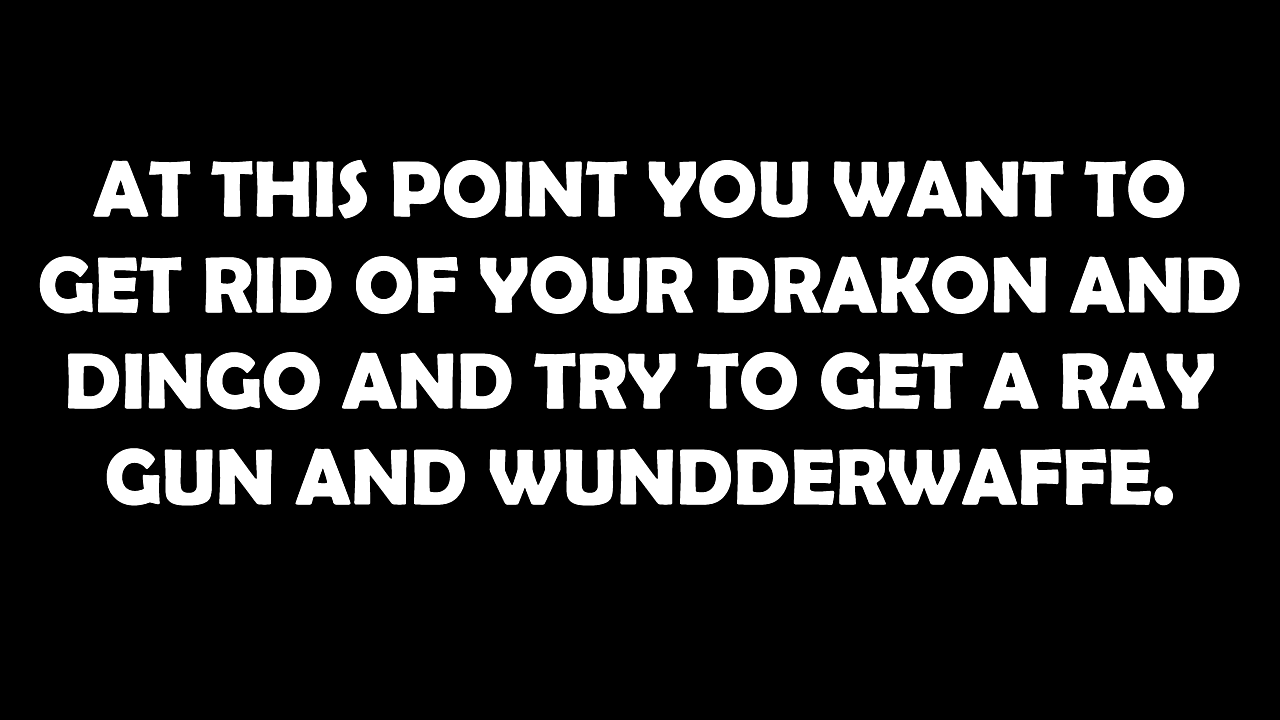 AT THIS POINT YOU WANT TO
GET RID OF YOUR DRAKON AND
DINGO AND TRY TO GET A RAY
GUN AND WUNDDERWAFFE.